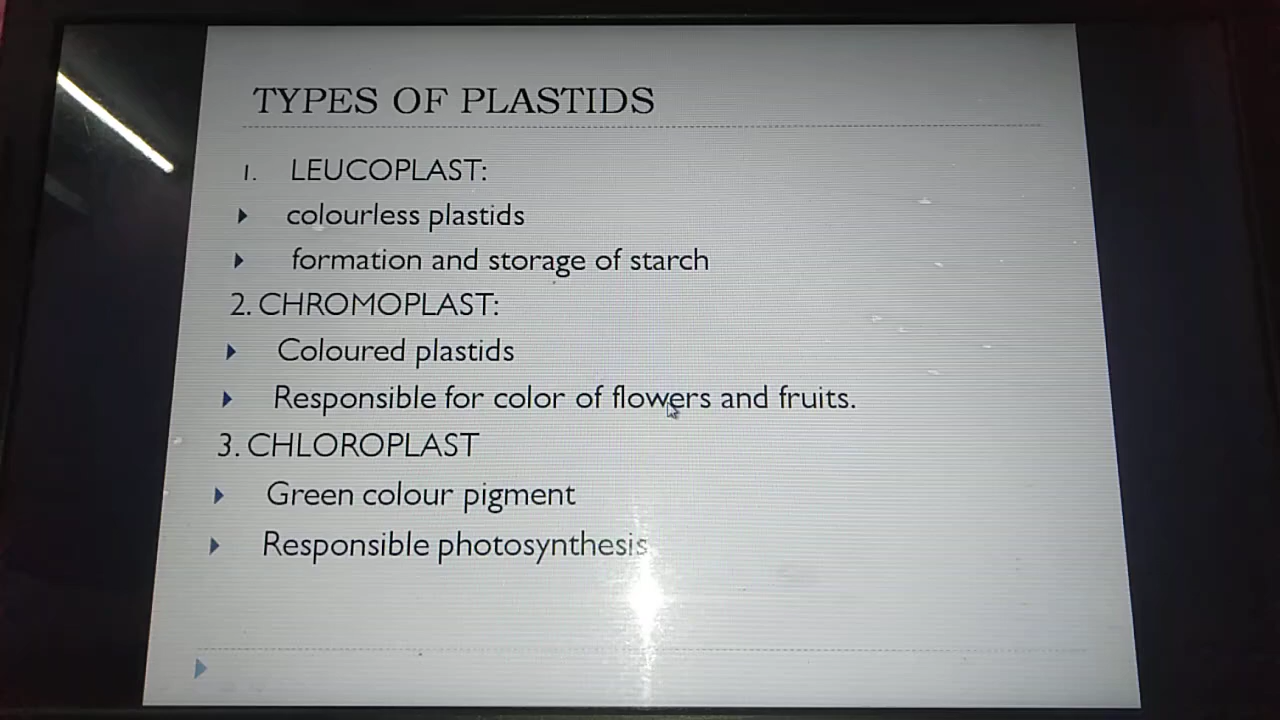 TYPES OF PLASTIDS
1. LEUCOPLAST:
colourless plastids
formation and storage of starch
2. CHROMOPLAST:
Coloured plastids
Responsible for color of flowers and fruits.
3. CHLOROPLAST
Green colour pigment
Responsible photosynthesis